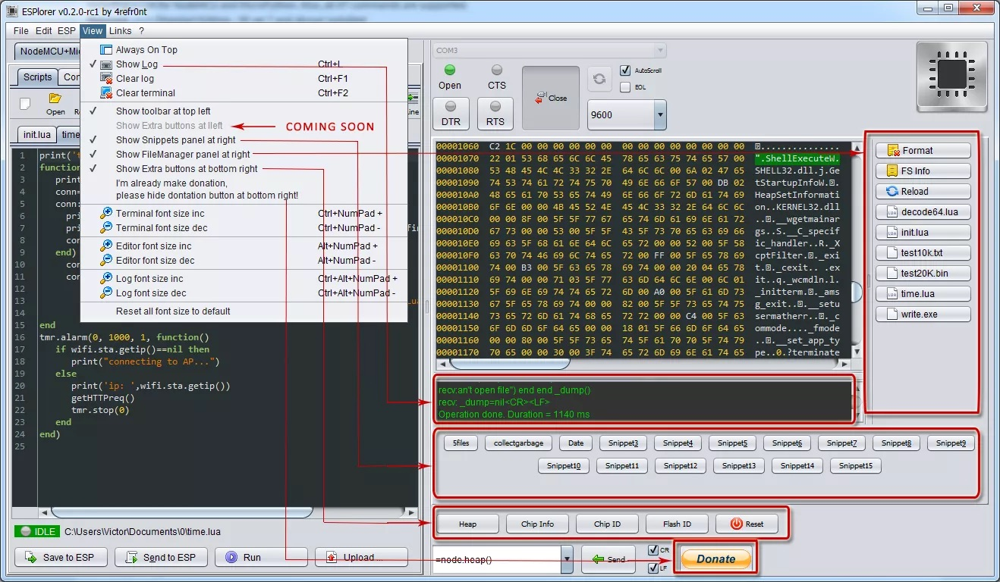 ESPlorer v0.2.0-rc1 by 4refr0nt
File Edit ESP View Links ?
NodeMCU+Mic
Scripts
Open
init.lua
Always On Top
Show Log Ctrl+L
Clear log Ctrl+F1
Clear terminal Ctrl+F2
Show toolbar at top left
Show Extra buttons at lleft COMING SOON
Show Snippets panel at right
Show FileManager panel at right
Show Extra buttons at bottom right
I'm already make donation,
please hide dontation button at bottom right!
Terminal font size inc Ctrl+NumPad +
Terminal font size dec Ctrl+NumPad -
Editor font size inc Alt+NumPad +
Editor font size dec Alt+NumPad -
Log font size inc Ctrl+Alt+NumPad +
Log font size dec Ctrl+Alt+NumPad -
Reset all font size to default
1 print('t
2 function
3 print
4 conn=
5 conn:
6 pr
7 pri
8 con
9 end)
10 con
11 con
12
13
14
15 end
16 tmr.alarm(0, 1000, 1, function()
17 if wifi.sta.getip()==nil then
18 print("connecting to AP...")
19 else
20 print('ip: ',wifi.sta.getip())
21 getHTTPreq()
22 tmr.stop(0)
23 end
24 end)
25
IDLE C:\Users\Victor\Documents\0\time.lua
Save to ESP Send to ESP Run Upload...
COM3
Open CTS
DTR RTS
Close
AutoScroll
EOL
9600
00001060 C2 1C 00 00 00 00 00 00 00 00 00 00 00 00 00 00
00001070 22 01 53 68 65 6C 6C 45 78 65 63 75 74 65 57 00 ".ShellExecuteW.
00001080 53 48 45 4C 4C 33 32 2E 64 6C 6C 00 6A 02 47 65 SHELL32.dll.j.Ge
00001090 74 53 74 61 72 74 75 70 49 6E 66 6F 57 00 DB 02 tStartupInfoW.
000010A0 48 65 61 70 53 65 74 49 6E 66 6F 72 6D 61 74 69 HeapSetInformati
000010B0 6F 6E 00 00 4B 45 52 4E 45 4C 33 32 2E 64 6C 6C on..KERNEL32.dll
000010C0 00 00 8F 00 5F 5F 77 67 65 74 6D 61 69 6E 61 72 __wgetmainar
000010D0 67 73 00 00 53 00 5F 5F 43 5F 73 70 65 63 69 66 gs..S.__C_specif
000010E0 69 63 5F 68 61 6E 64 6C 65 72 00 00 52 00 5F 58 ic_handler..R._X
000010F0 63 70 74 46 69 6C 74 65 72 00 FF 00 5F 65 78 69 cptFilter. ._exi
00001100 74 00 B3 00 5F 63 65 78 69 74 00 00 20 04 65 78 t. ._cexit.. .ex
00001110 69 74 00 00 71 03 5F 77 63 6D 64 6C 6E 00 6C 01 it..q._wcmdln.l.
00001120 5F 69 6E 69 74 74 65 72 6D 00 A0 00 5F 61 6D 73 _initterm. ._ams
00001130 67 5F 65 78 69 74 00 00 82 00 5F 5F 73 65 74 75 g_exit.. .__setu
00001140 73 65 72 6D 61 74 68 65 72 72 00 00 C4 00 5F 63 sermatherr.. ._c
00001150 6F 6D 6D 6F 64 65 00 00 18 01 5F 66 6D 6F 64 65 ommode...._fmode
00001160 00 00 80 00 5F 5F 73 65 74 5F 61 70 70 5F 74 79 .. .__set_app_ty
00001170 70 65 00 00 30 00 3F 74 65 72 6D 69 6E 61 74 65 pe..0.?terminate
Format
FS Info
Reload
decode64.lua
init.lua
test10k.txt
test20K.bin
time.lua
write.exe
recv:an't open file") end end _dump()
recv: _dump=nil<CR><LF>
Operation done. Duration = 1140 ms
5files collectgarbage Date Snippet3 Snippet4 Snippet5 Snippet6 Snippet7 Snippet8 Snippet9
Snippet10 Snippet11 Snippet12 Snippet13 Snippet14 Snippet15
Heap Chip Info Chip ID Flash ID Reset
=node.heap() Send
CR
LF
Donate